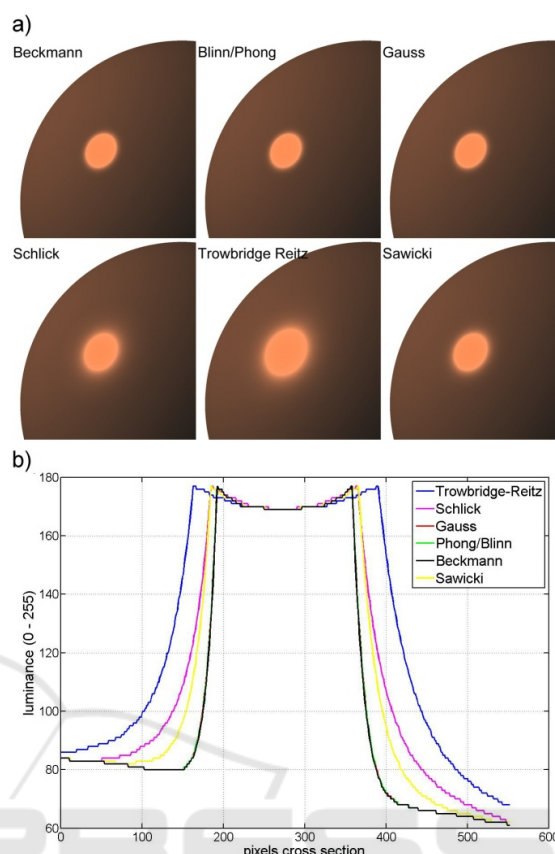 a)
Beckmann Blinn/Phong Gauss
Schlick Trowbridge Reitz Sawicki
b)
180
160
140
120
100
80
60
luminance (0 - 255)
Trowbridge-Reitz
Schlick
Gauss
Phong/Blinn
Beckmann
Sawicki
0 100 200 300 400 500 600
pixels cross section